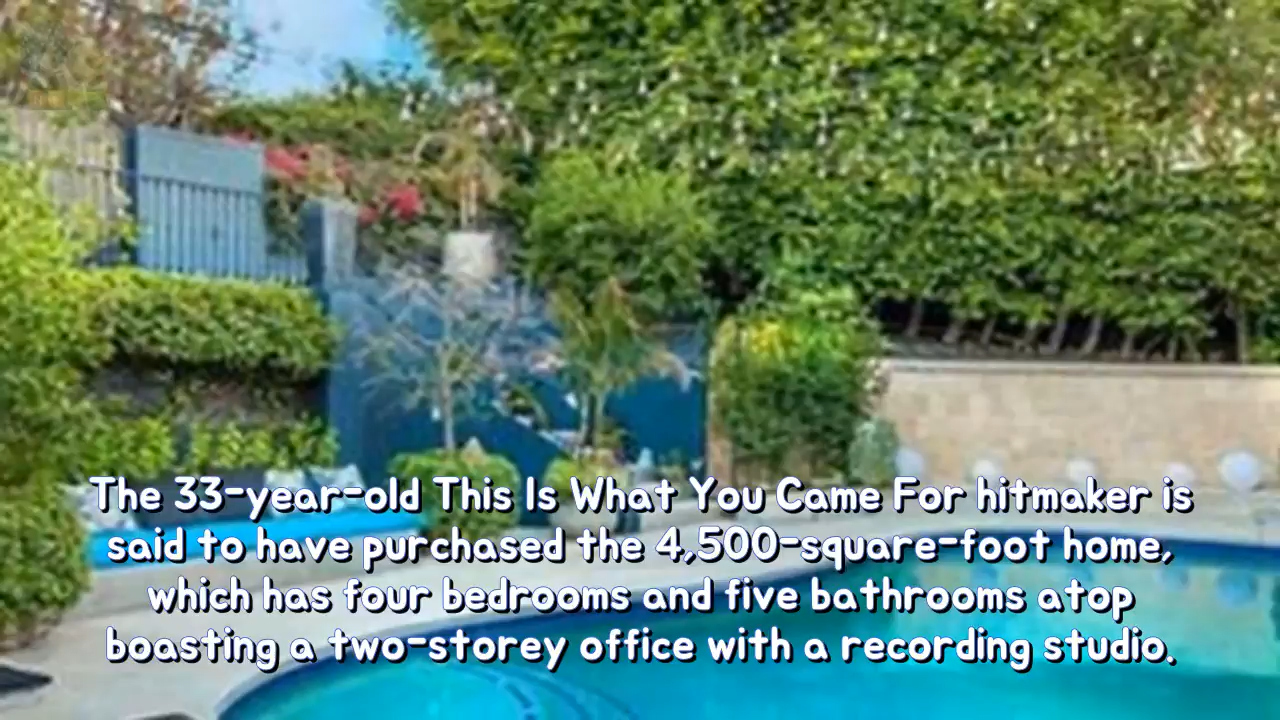 The 33-year-old This Is What You Came For hitmaker is
said to have purchased the 4,500-square-foot home,
which has four bedrooms and five bathrooms atop
boasting a two-storey office with a recording studio.